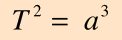 T² = a³